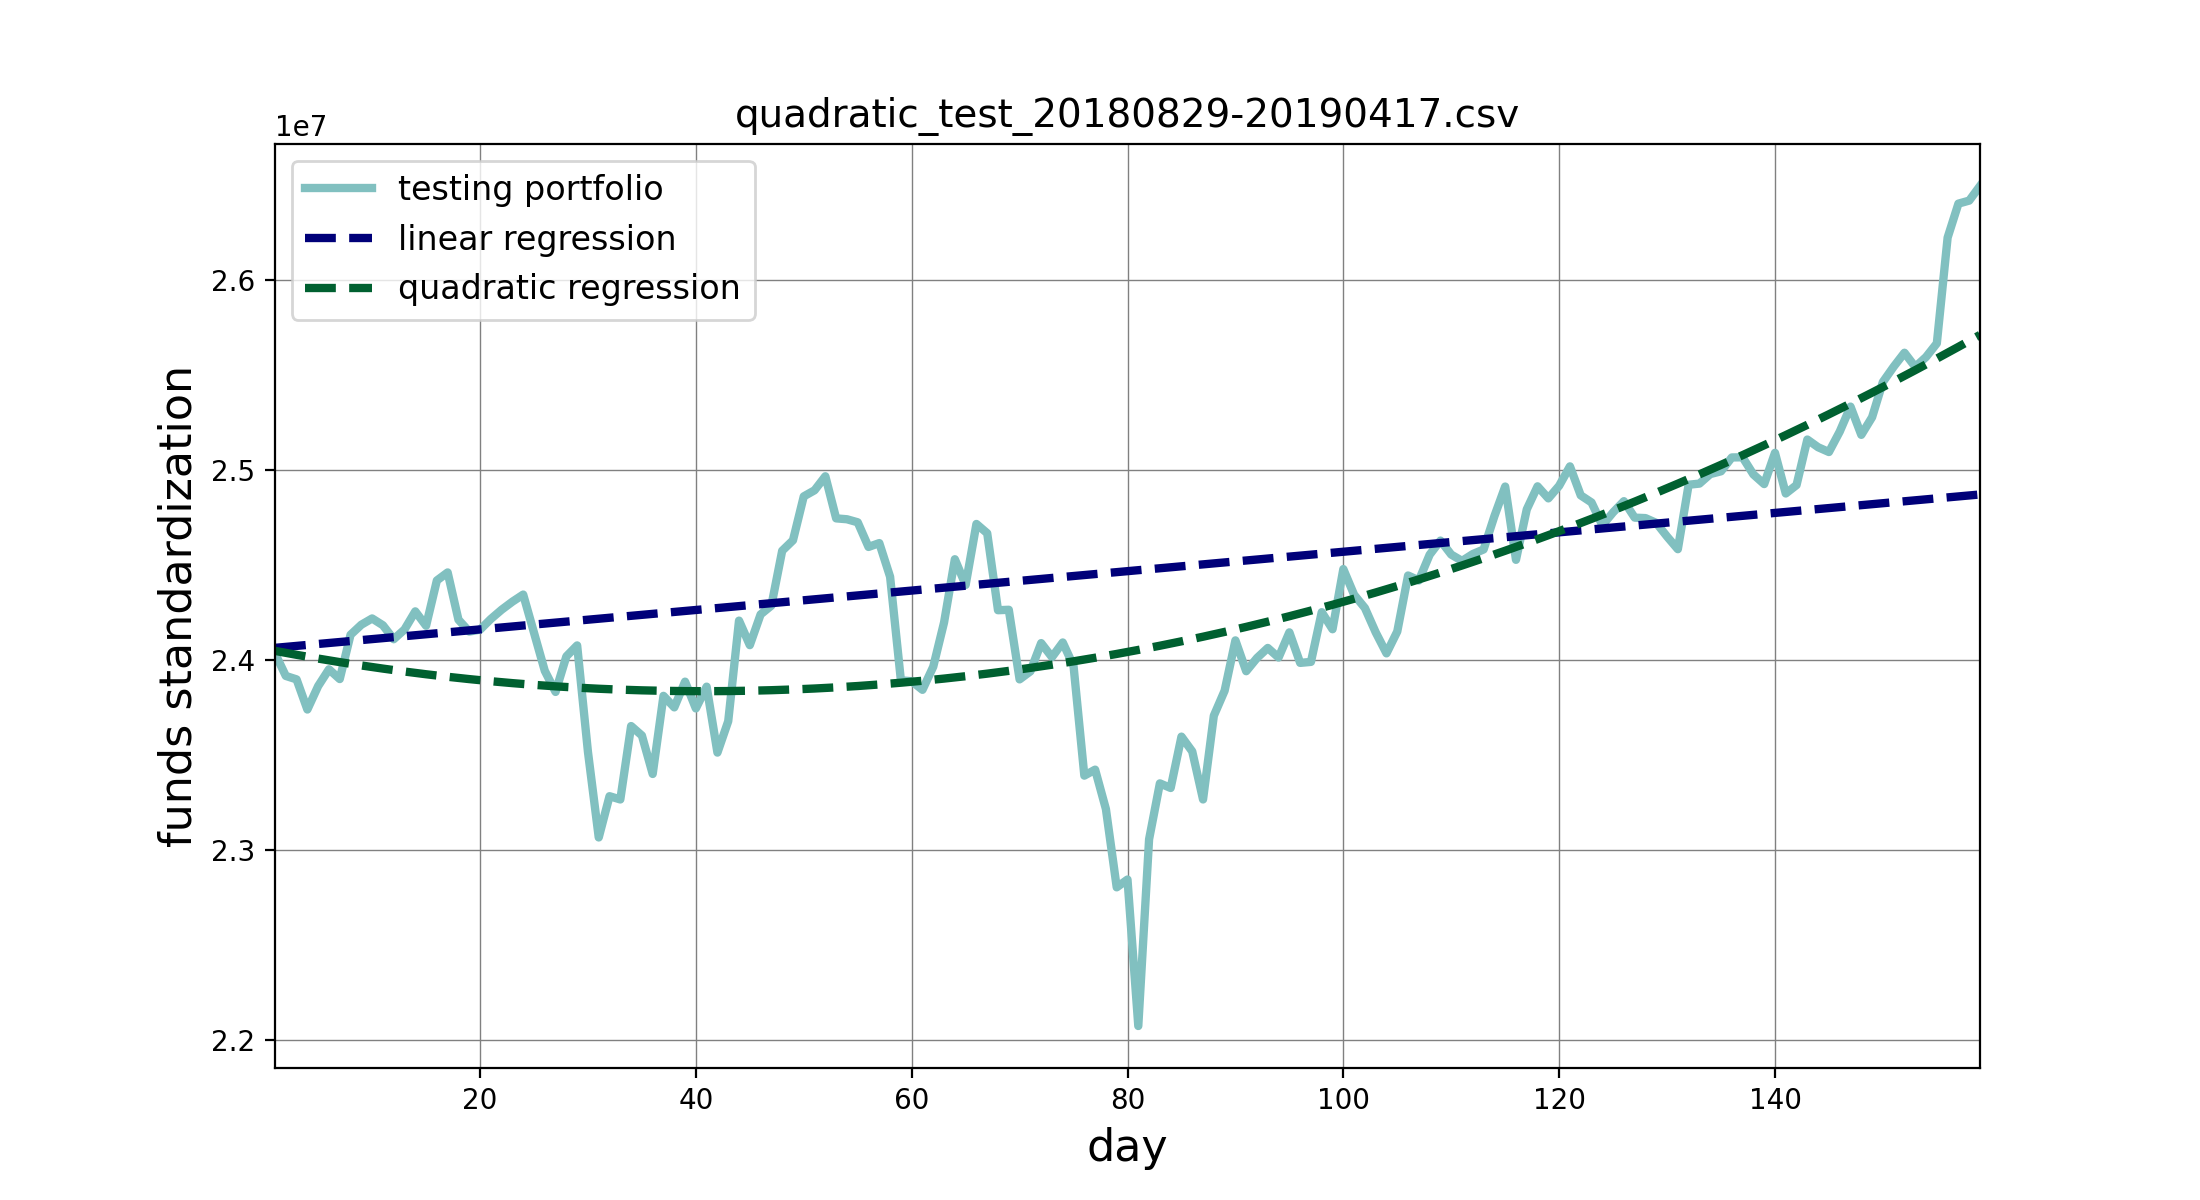 quadratic_test_20180829-20190417.csv
1e7
testing portfolio
linear regression
quadratic regression
2.6
2.5
2.4
2.3
2.2
funds standardization
20 40 60 80 100 120 140
day